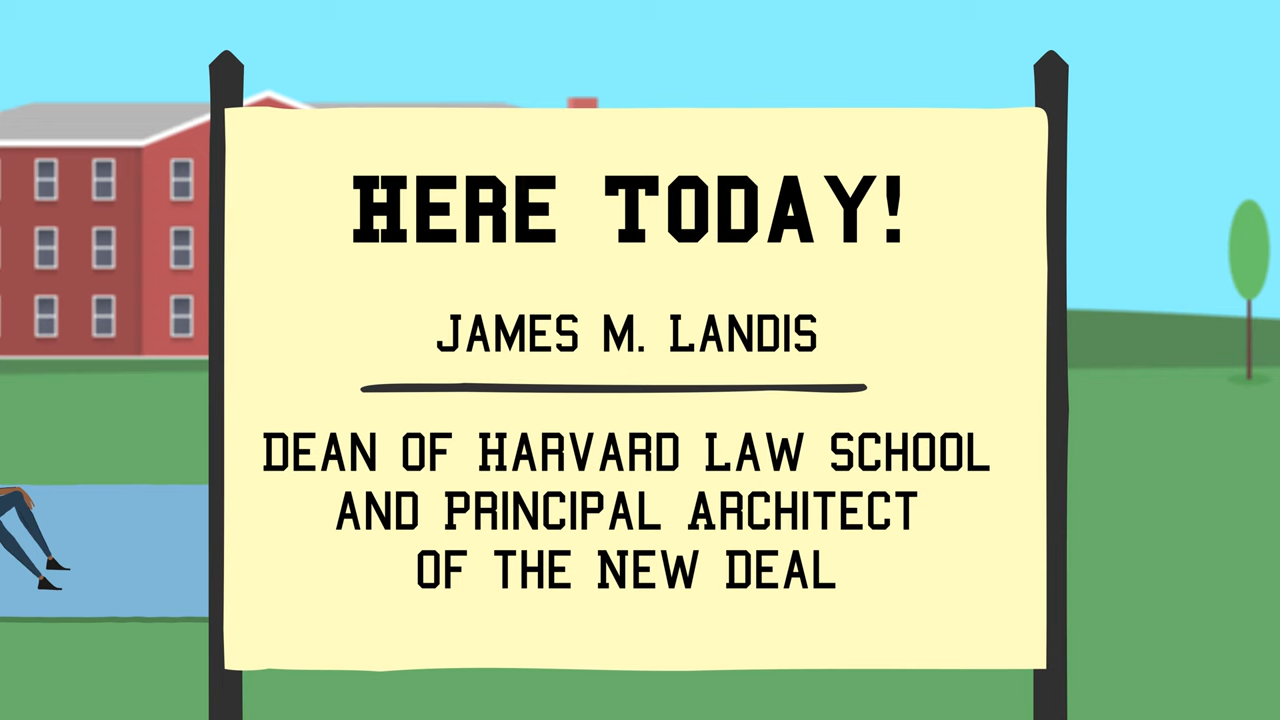 HERE TODAY!
JAMES M. LANDIS
DEAN OF HARVARD LAW SCHOOL
AND PRINCIPAL ARCHITECT
OF THE NEW DEAL